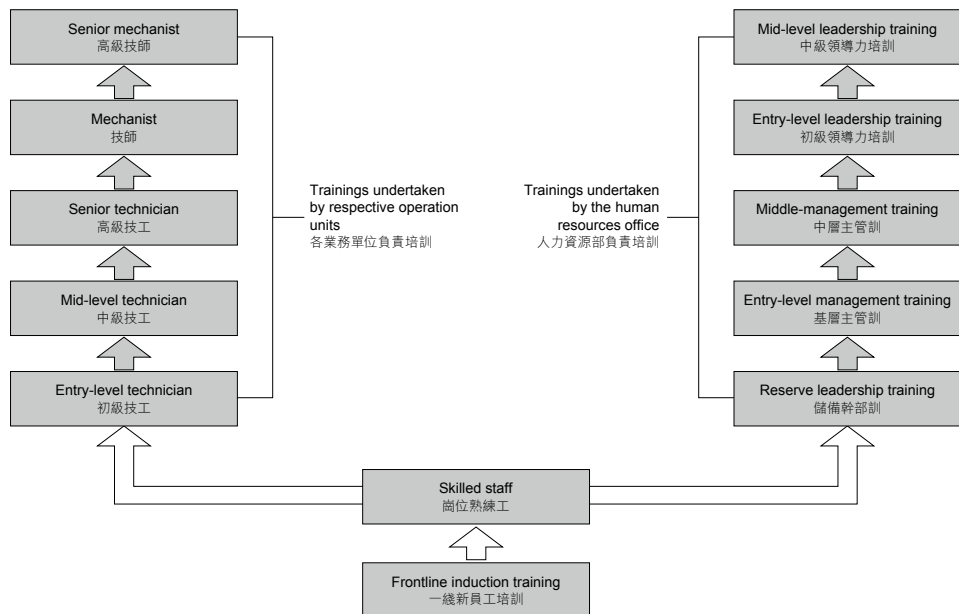 Senior mechanist
高級技師
Mechanist
技師
Senior technician
高級技工
Mid-level technician
中級技工
Entry-level technician
初級技工
Trainings undertaken
by respective operation
units
各業務單位負責培訓
Trainings undertaken
by the human
resources office
人力資源部負責培訓
Mid-level leadership training
中級領導力培訓
Entry-level leadership training
初級領導力培訓
Middle-management training
中層主管訓
Entry-level management training
基層主管訓
Reserve leadership training
儲備幹部訓
Skilled staff
崗位熟練工
Frontline induction training
一綫新員工培訓